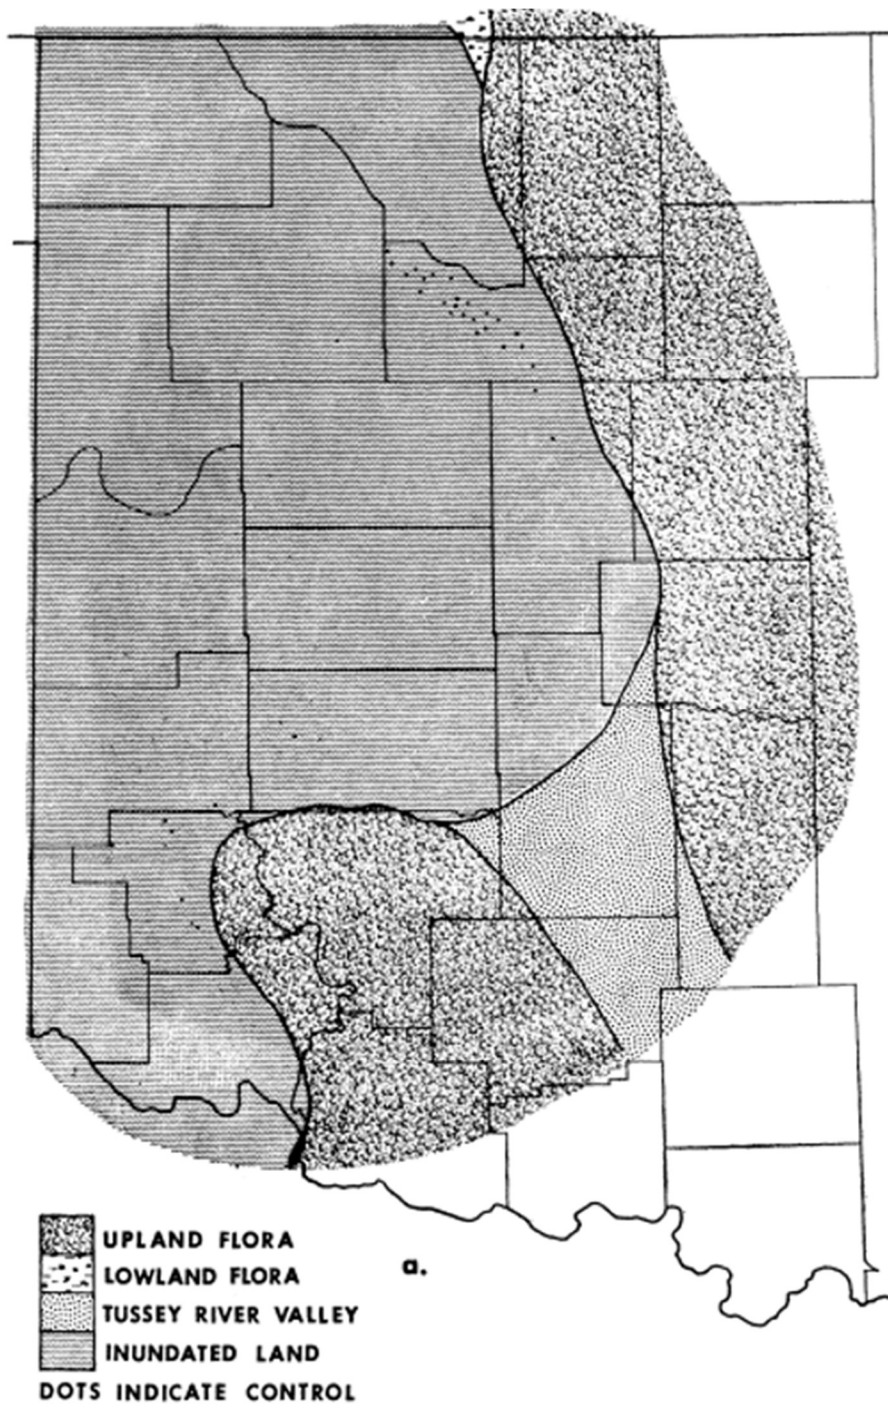 UPLAND FLORA
LOWLAND FLORA
a.
TUSSEY RIVER VALLEY
INUNDATED LAND
DOTS INDICATE CONTROL